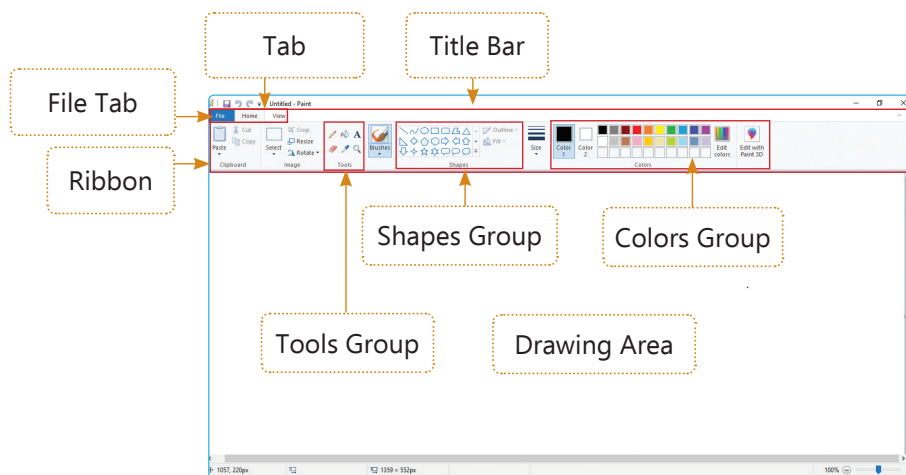 Tab
Title Bar
File Tab
Untitled - Paint
File Home View
Cut Crop Outline
Copy Resize Fill
Paste Select Rotate A Brushes Size Color 1 Color 2 Edit colors Edit with Paint 3D
Clipboard Image Tools Shapes Colors
Ribbon
Shapes Group
Colors Group
Tools Group
Drawing Area
1057, 220px 1359 × 552px 100%